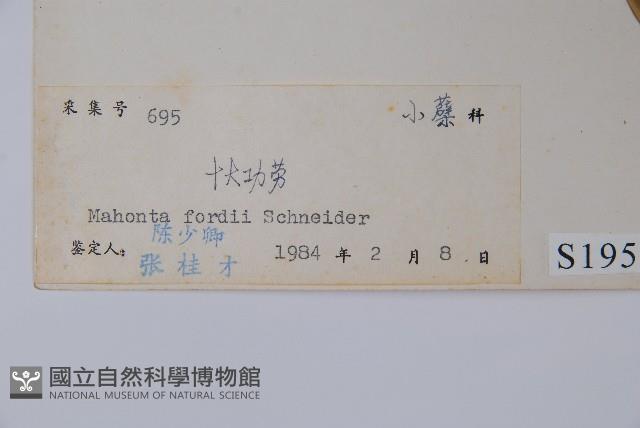 采集号 695 小蘗科
十大功劳
Mahonta fordii Schneider
陈少卿
鉴定人: 张桂才 1984 年 2 月 8 日
S195
國立自然科學博物館
NATIONAL MUSEUM OF NATURAL SCIENCE